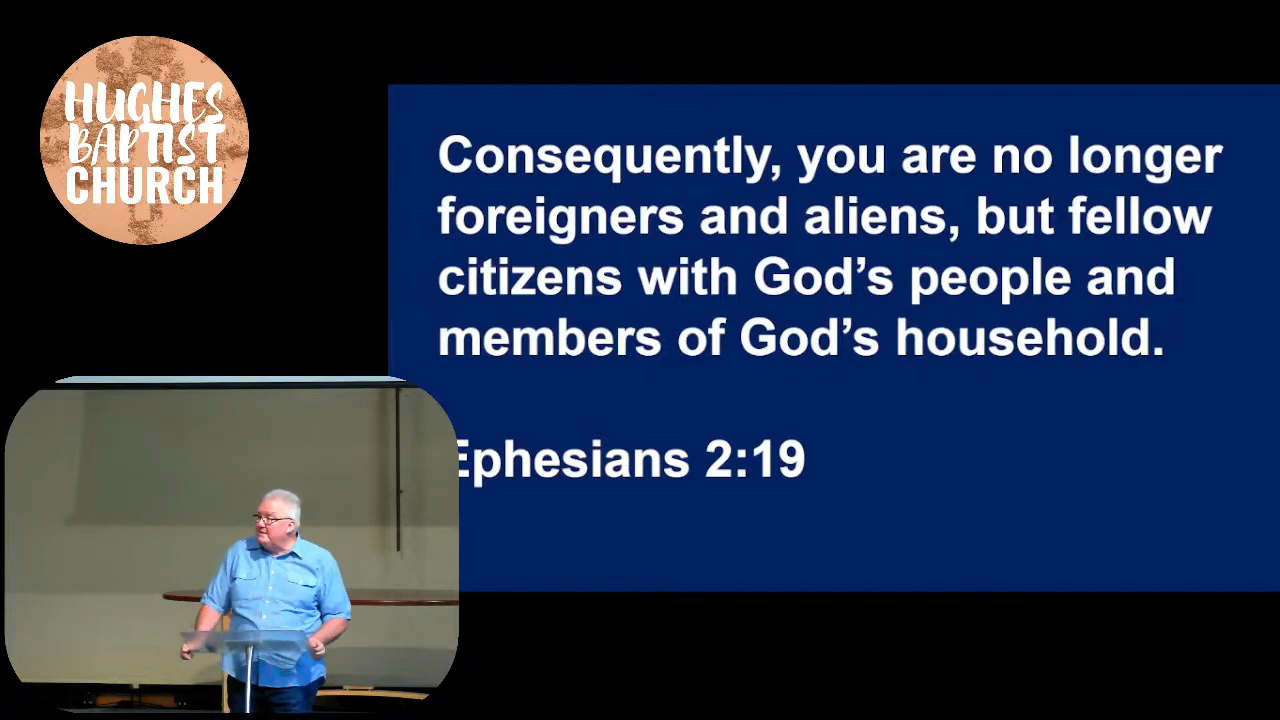 HUGHES
BAPTIST
CHURCH
Consequently, you are no longer
foreigners and aliens, but fellow
citizens with God’s people and
members of God’s household.
Ephesians 2:19